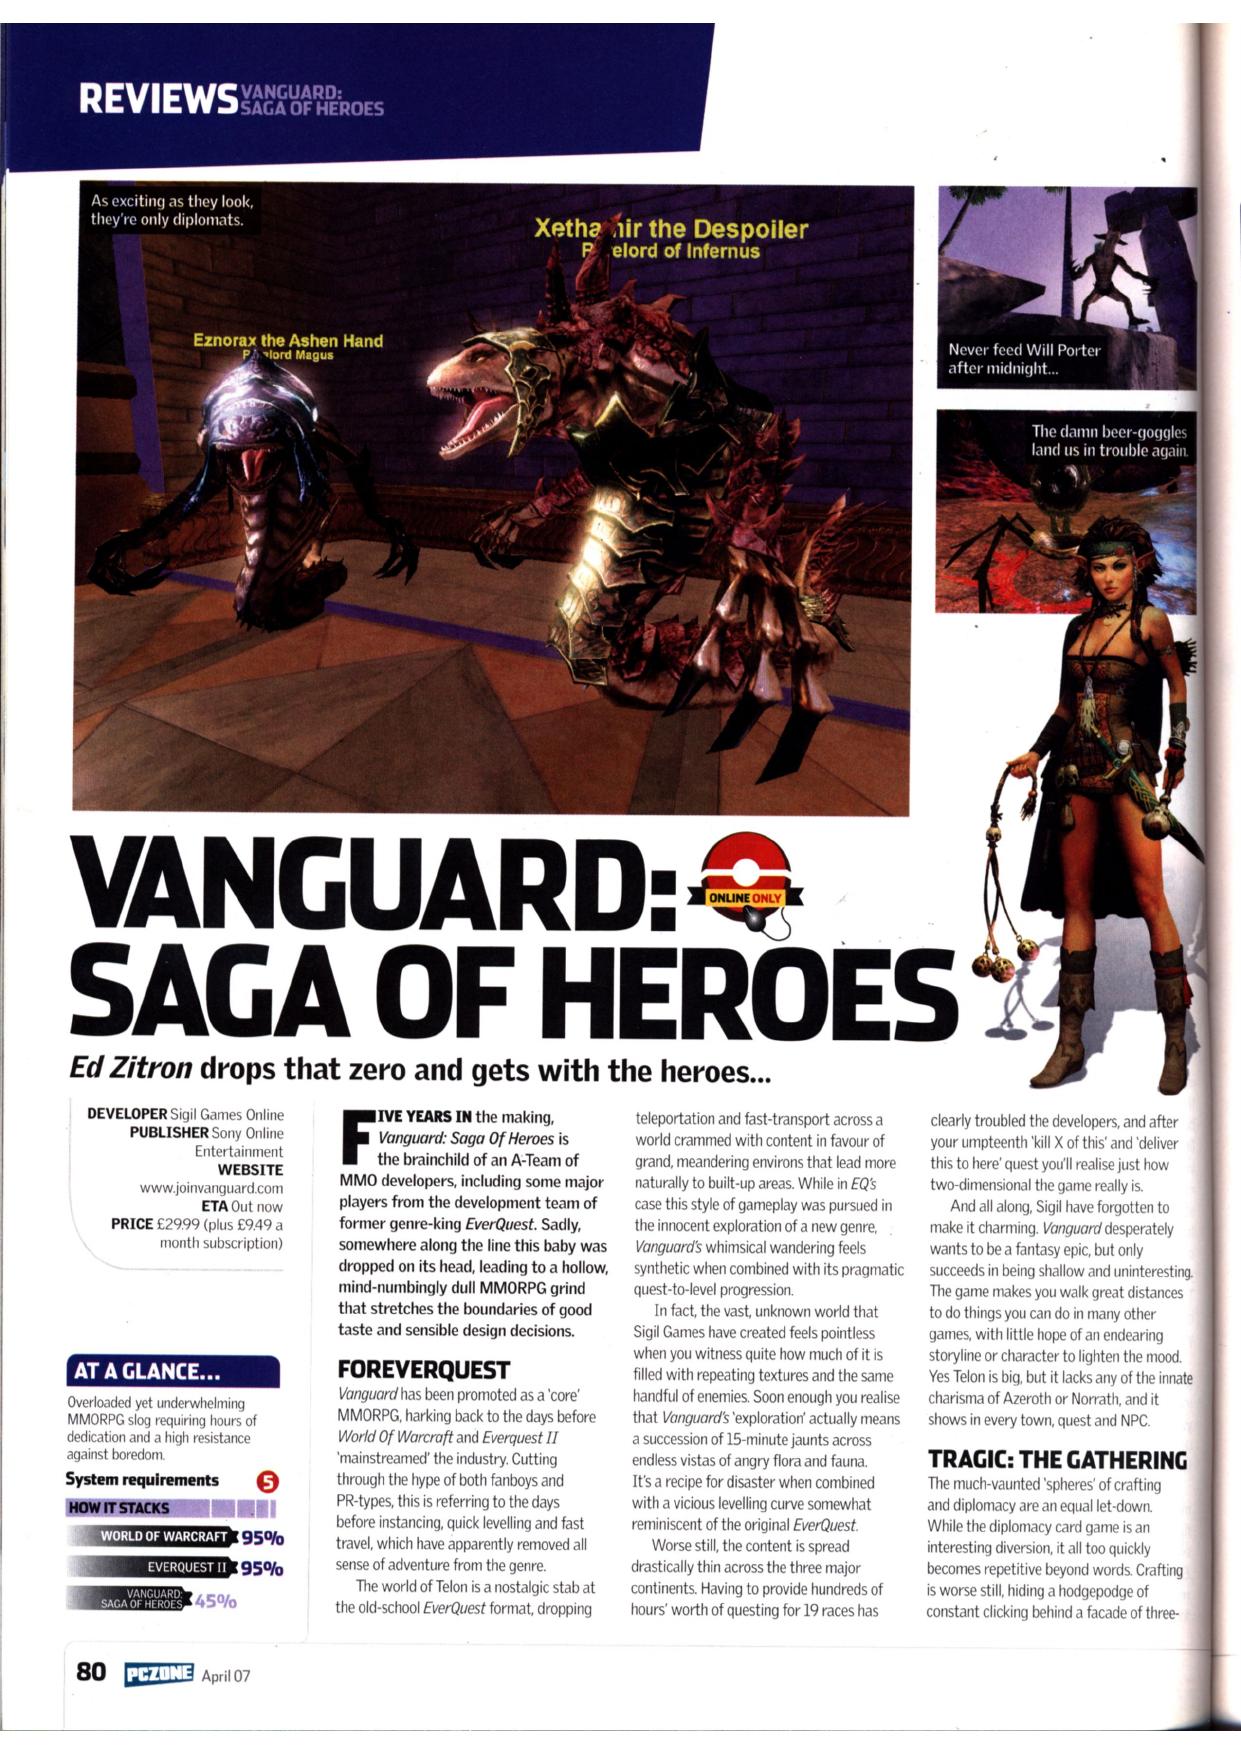 REVIEWS VANGUARD:
SAGA OF HEROES
As exciting as they look,
they're only diplomats.
Xethamir the Despoiler
elord of Infernus
Eznorax the Ashen Hand
lord Magus
Never feed Will Porter
after midnight...
The damn beer-goggles
land us in trouble again.
VANGUARD:
ONLINE ONLY
SAGA OF HEROES
Ed Zitron drops that zero and gets with the heroes...
DEVELOPER Sigil Games Online
PUBLISHER Sony Online
Entertainment
WEBSITE
www.joinvanguard.com
ETA Out now
PRICE £29.99 (plus £9.49 a
month subscription)
AT A GLANCE...
Overloaded yet underwhelming
MMORPG slog requiring hours of
dedication and a high resistance
against boredom.
System requirements 5
HOW IT STACKS
WORLD OF WARCRAFT 95%
EVERQUEST II 95%
VANGUARD:
SAGA OF HEROES 45%
FIVE YEARS IN the making,
Vanguard: Saga Of Heroes is
the brainchild of an A-Team of
MMO developers, including some major
players from the development team of
former genre-king EverQuest. Sadly,
somewhere along the line this baby was
dropped on its head, leading to a hollow,
mind-numbingly dull MMORPG grind
that stretches the boundaries of good
taste and sensible design decisions.
FOREVERQUEST
Vanguard has been promoted as a 'core'
MMORPG, harking back to the days before
World Of Warcraft and Everquest II
'mainstreamed' the industry. Cutting
through the hype of both fanboys and
PR-types, this is referring to the days
before instancing, quick levelling and fast
travel, which have apparently removed all
sense of adventure from the genre.
The world of Telon is a nostalgic stab at
the old-school EverQuest format, dropping
teleportation and fast-transport across a
world crammed with content in favour of
grand, meandering environs that lead more
naturally to built-up areas. While in EQ's
case this style of gameplay was pursued in
the innocent exploration of a new genre,
Vanguard's whimsical wandering feels
synthetic when combined with its pragmatic
quest-to-level progression.
In fact, the vast, unknown world that
Sigil Games have created feels pointless
when you witness quite how much of it is
filled with repeating textures and the same
handful of enemies. Soon enough you realise
that Vanguard's 'exploration' actually means
a succession of 15-minute jaunts across
endless vistas of angry flora and fauna.
It's a recipe for disaster when combined
with a vicious levelling curve somewhat
reminiscent of the original EverQuest.
Worse still, the content is spread
drastically thin across the three major
continents. Having to provide hundreds of
hours' worth of questing for 19 races has
clearly troubled the developers, and after
your umpteenth 'kill X of this' and 'deliver
this to here' quest you'll realise just how
two-dimensional the game really is.
And all along, Sigil have forgotten to
make it charming. Vanguard desperately
wants to be a fantasy epic, but only
succeeds in being shallow and uninteresting.
The game makes you walk great distances
to do things you can do in many other
games, with little hope of an endearing
storyline or character to lighten the mood.
Yes Telon is big, but it lacks any of the innate
charisma of Azeroth or Norrath, and it
shows in every town, quest and NPC.
TRAGIC: THE GATHERING
The much-vaunted 'spheres' of crafting
and diplomacy are an equal let-down.
While the diplomacy card game is an
interesting diversion, it all too quickly
becomes repetitive beyond words. Crafting
is worse still, hiding a hodgepodge of
constant clicking behind a facade of three-
80 PCZONE April 07